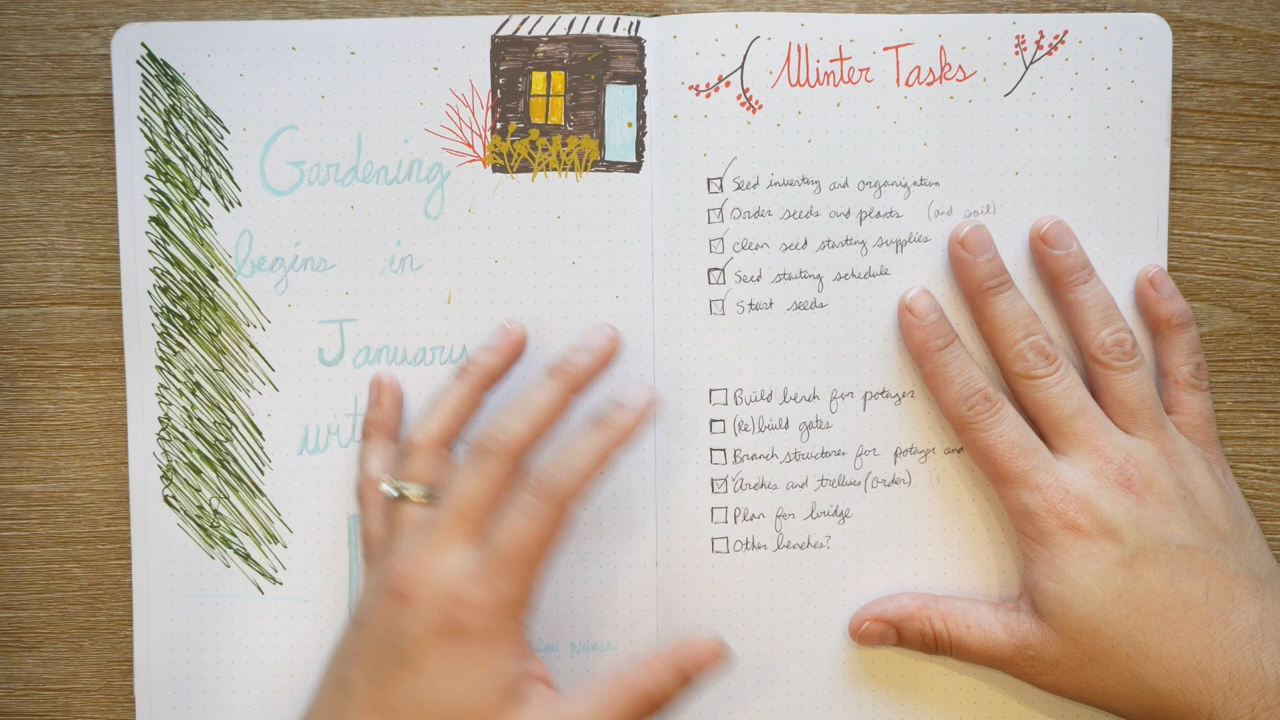 Gardening
begins in
January
Winter Tasks
Seed inventory and organization
Order seeds and plants (and soil)
clean seed starting supplies
Seed starting schedule
Start seeds
Build bench for potager
(Re)build gates
Branch structures for potager and
Arches and trellises (order)
Plan for bridge
Other benches?